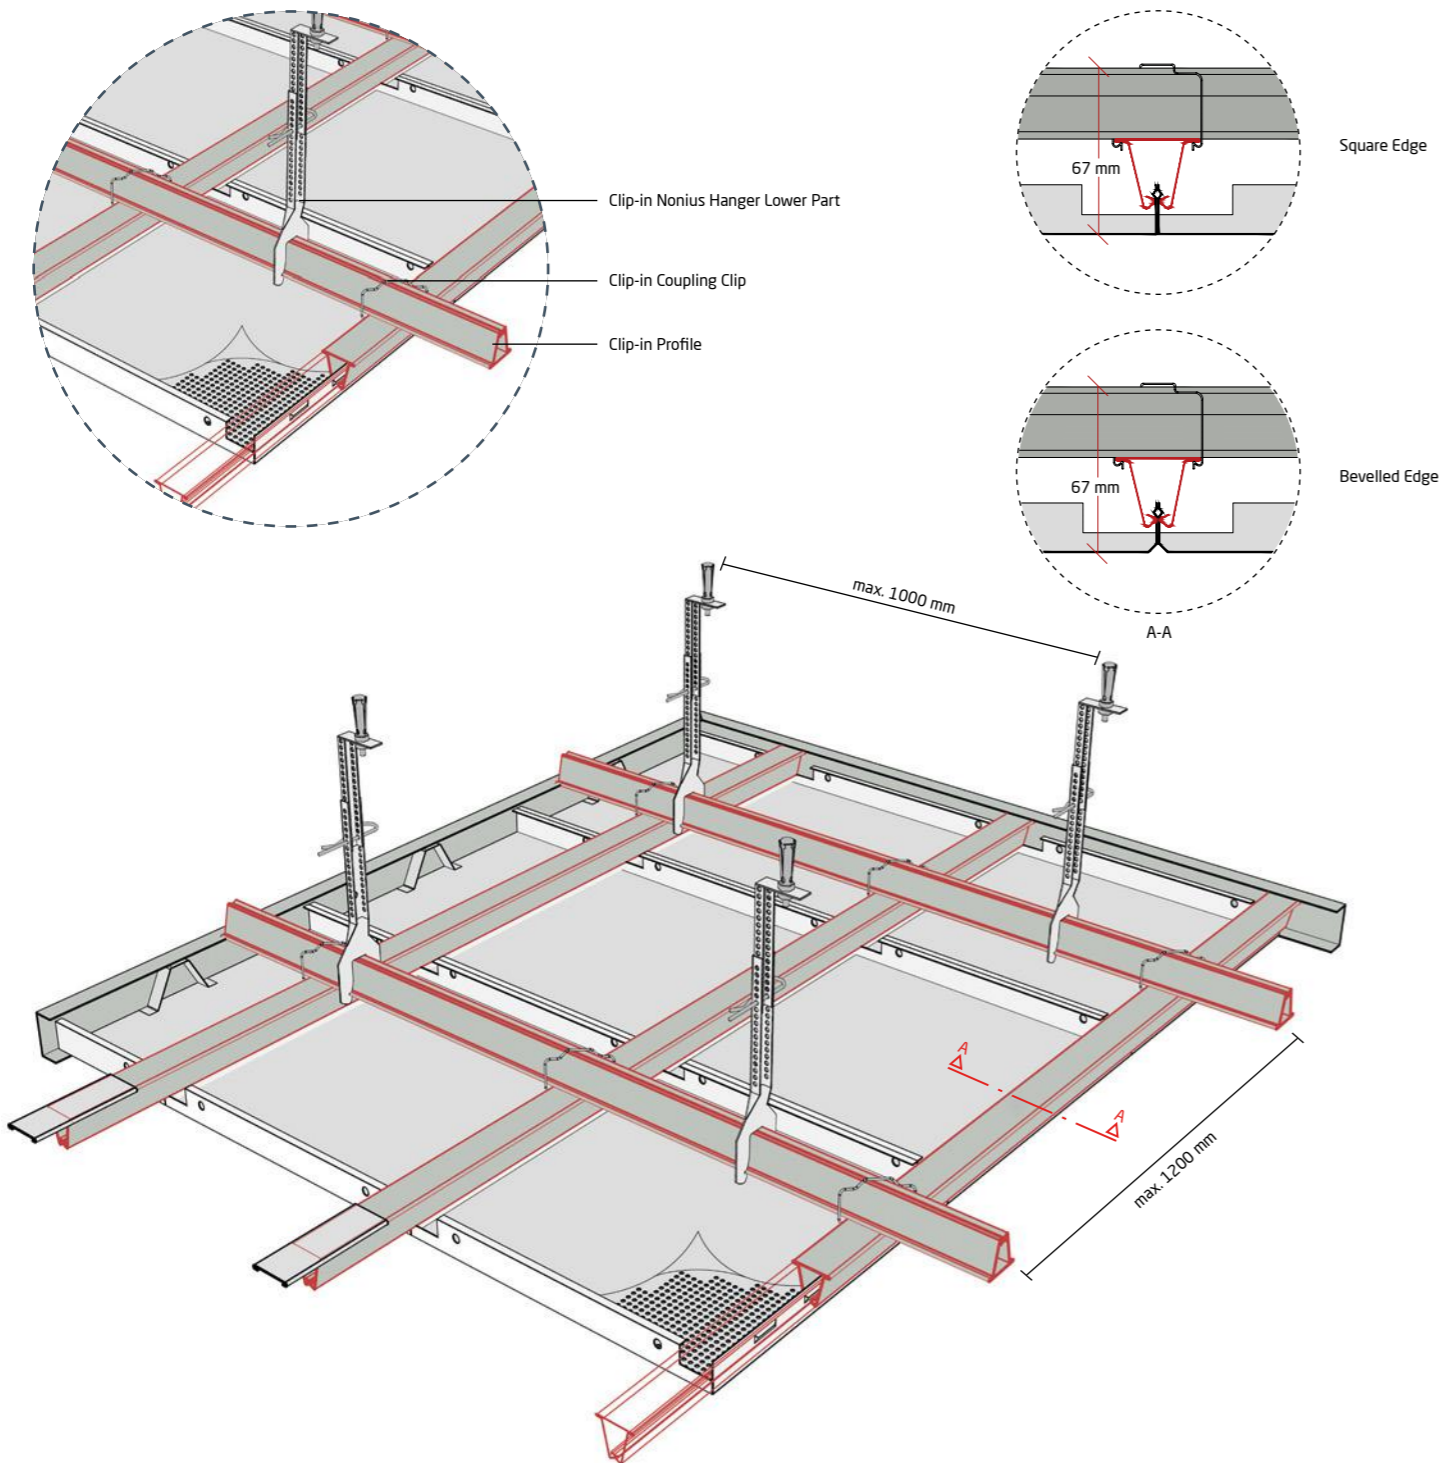 Square Edge
67 mm
Clip-in Nonius Hanger Lower Part
Clip-in Coupling Clip
Clip-in Profile
67 mm
Bevelled Edge
A-A
max. 1000 mm
A
A
max. 1200 mm